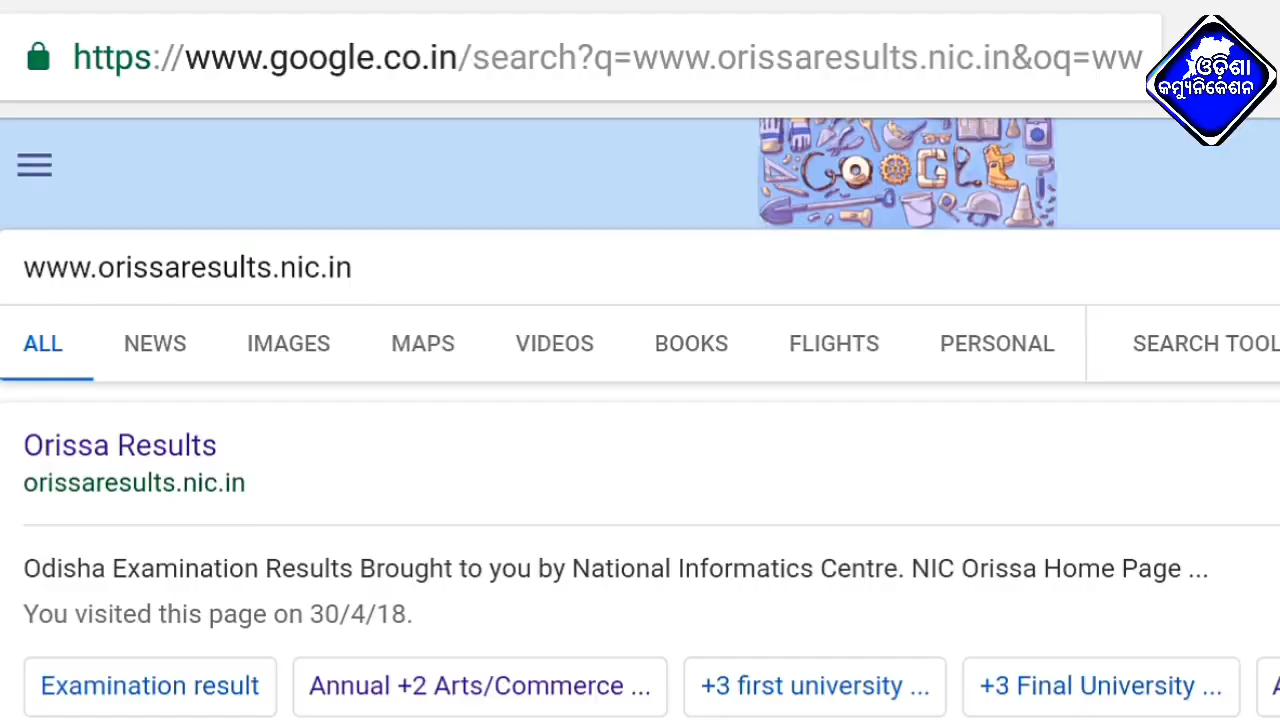 https://www.google.co.in/search?q=www.orissaresults.nic.in&oq=ww
ଓଡ଼ିଶା
କମ୍ୟୁନିକେଶନ
GOOGLE
www.orissaresults.nic.in
ALL NEWS IMAGES MAPS VIDEOS BOOKS FLIGHTS PERSONAL SEARCH TOOL
Orissa Results
orissaresults.nic.in
Odisha Examination Results Brought to you by National Informatics Centre. NIC Orissa Home Page ...
You visited this page on 30/4/18.
Examination result Annual +2 Arts/Commerce ... +3 first university ... +3 Final University ... A